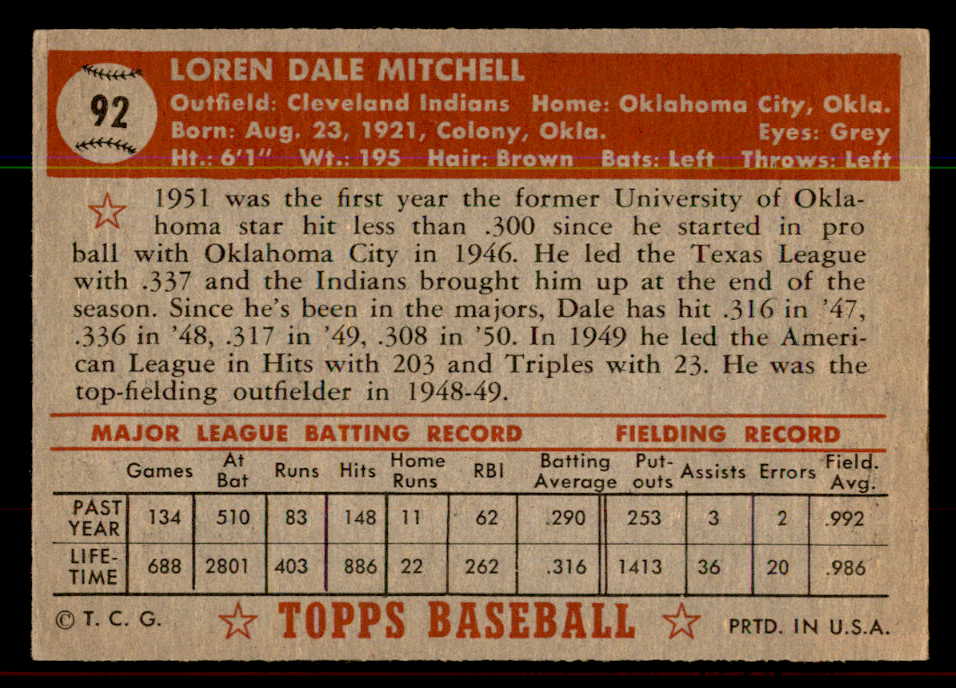 92
LOREN DALE MITCHELL
Outfield: Cleveland Indians Home: Oklahoma City, Okla.
Born: Aug. 23, 1921, Colony, Okla. Eyes: Grey
Ht.: 6'1" Wt.: 195 Hair: Brown Bats: Left Throws: Left
1951 was the first year the former University of Okla-
homa star hit less than .300 since he started in pro
ball with Oklahoma City in 1946. He led the Texas League
with .337 and the Indians brought him up at the end of the
season. Since he's been in the majors, Dale has hit .316 in '47,
.336 in '48, .317 in '49, .308 in '50. In 1949 he led the Ameri-
can League in Hits with 203 and Triples with 23. He was the
top-fielding outfielder in 1948-49.
MAJOR LEAGUE BATTING RECORD FIELDING RECORD
Games At Bat Runs Hits Home Runs RBI Batting Average Put-outs Assists Errors Field. Avg.
PAST YEAR 134 510 83 148 11 62 .290 253 3 2 .992
LIFE-TIME 688 2801 403 886 22 262 .316 1413 36 20 .986
© T. C. G. TOPPS BASEBALL PRTD. IN U.S.A.